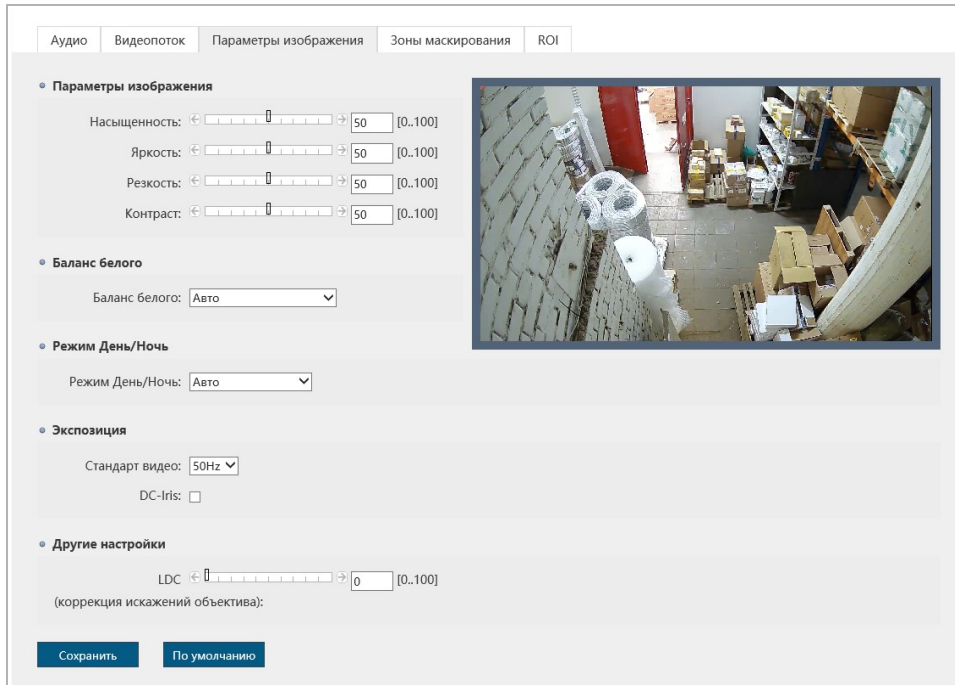 Аудио Видеопоток Параметры изображения Зоны маскирования ROI
Параметры изображения
Насыщенность: 50 [0..100]
Яркость: 50 [0..100]
Резкость: 50 [0..100]
Контраст: 50 [0..100]
Баланс белого
Баланс белого: Авто
Режим День/Ночь
Режим День/Ночь: Авто
Экспозиция
Стандарт видео: 50Hz
DC-Iris:
Другие настройки
LDC 0 [0..100]
(коррекция искажений объектива):
Сохранить По умолчанию